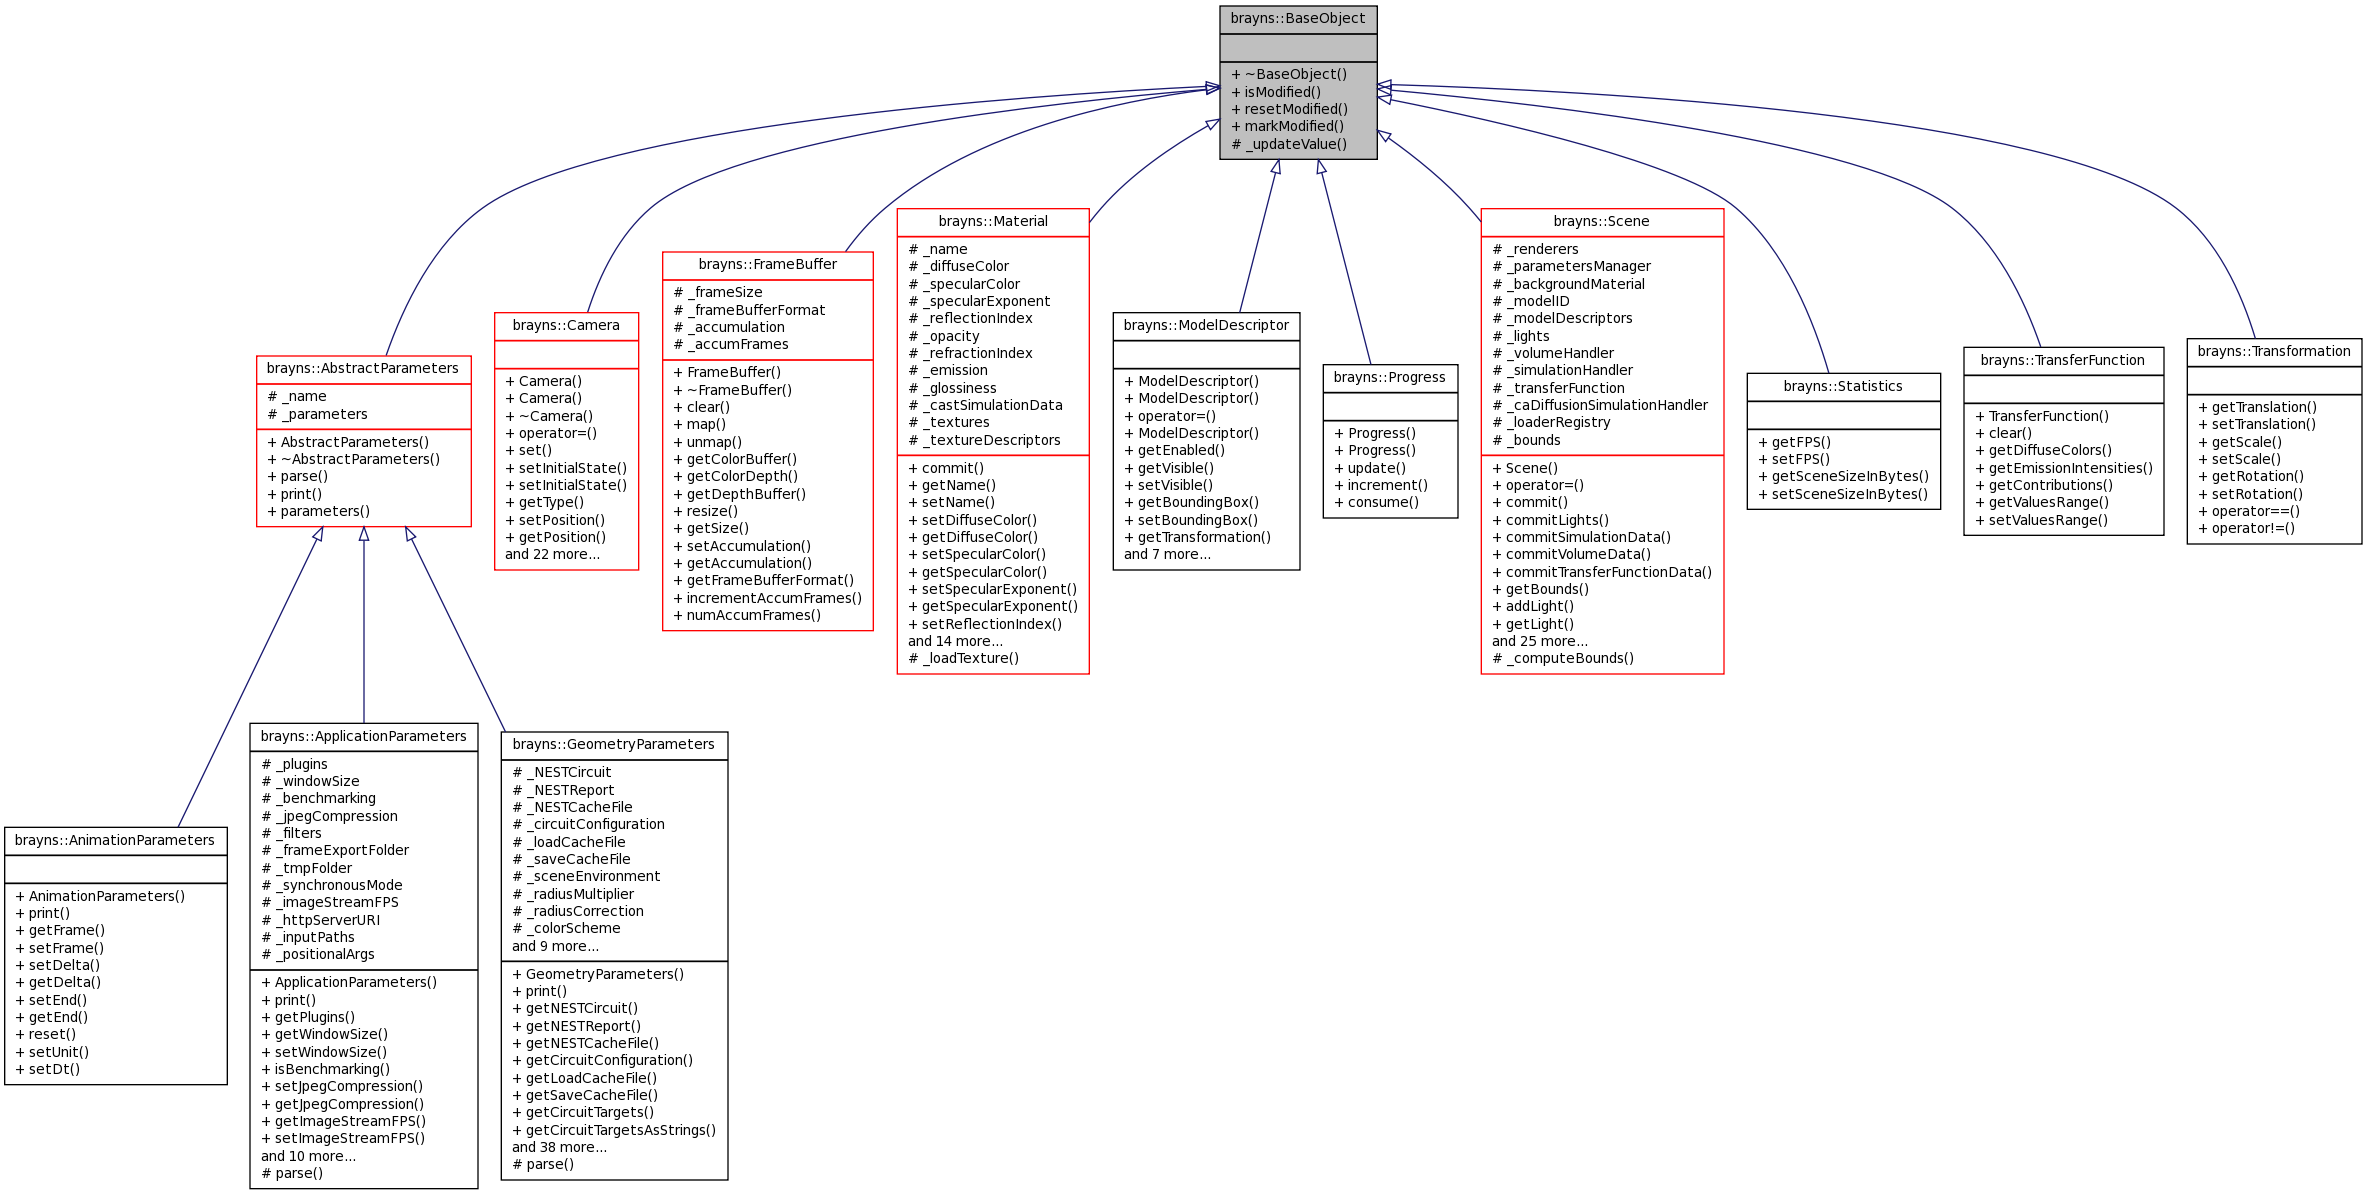 brayns::BaseObject
+ ~BaseObject()
+ isModified()
+ resetModified()
+ markModified()
# _updateValue()
brayns::AbstractParameters
# _name
# _parameters
+ AbstractParameters()
+ ~AbstractParameters()
+ parse()
+ print()
+ parameters()
brayns::Camera
+ Camera()
+ Camera()
+ ~Camera()
+ operator=()
+ set()
+ setInitialState()
+ setInitialState()
+ getType()
+ setPosition()
+ getPosition()
and 22 more...
brayns::FrameBuffer
# _frameSize
# _frameBufferFormat
# _accumulation
# _accumFrames
+ FrameBuffer()
+ ~FrameBuffer()
+ clear()
+ map()
+ unmap()
+ getColorBuffer()
+ getColorDepth()
+ getDepthBuffer()
+ resize()
+ getSize()
+ setAccumulation()
+ getAccumulation()
+ getFrameBufferFormat()
+ incrementAccumFrames()
+ numAccumFrames()
brayns::Material
# _name
# _diffuseColor
# _specularColor
# _specularExponent
# _reflectionIndex
# _opacity
# _refractionIndex
# _emission
# _glossiness
# _castSimulationData
# _textures
# _textureDescriptors
+ commit()
+ getName()
+ setName()
+ setDiffuseColor()
+ getDiffuseColor()
+ setSpecularColor()
+ getSpecularColor()
+ setSpecularExponent()
+ getSpecularExponent()
+ setReflectionIndex()
and 14 more...
# _loadTexture()
brayns::ModelDescriptor
+ ModelDescriptor()
+ ModelDescriptor()
+ operator=()
+ ModelDescriptor()
+ getEnabled()
+ getVisible()
+ setVisible()
+ getBoundingBox()
+ setBoundingBox()
+ getTransformation()
and 7 more...
brayns::Progress
+ Progress()
+ Progress()
+ update()
+ increment()
+ consume()
brayns::Scene
# _renderers
# _parametersManager
# _backgroundMaterial
# _modelID
# _modelDescriptors
# _lights
# _volumeHandler
# _simulationHandler
# _transferFunction
# _caDiffusionSimulationHandler
# _loaderRegistry
# _bounds
+ Scene()
+ operator=()
+ commit()
+ commitLights()
+ commitSimulationData()
+ commitVolumeData()
+ commitTransferFunctionData()
+ getBounds()
+ addLight()
+ getLight()
and 25 more...
# _computeBounds()
brayns::Statistics
+ getFPS()
+ setFPS()
+ getSceneSizeInBytes()
+ setSceneSizeInBytes()
brayns::TransferFunction
+ TransferFunction()
+ clear()
+ getDiffuseColors()
+ getEmissionIntensities()
+ getContributions()
+ getValuesRange()
+ setValuesRange()
brayns::Transformation
+ getTranslation()
+ setTranslation()
+ getScale()
+ setScale()
+ getRotation()
+ setRotation()
+ operator==()
+ operator!=()
brayns::AnimationParameters
+ AnimationParameters()
+ print()
+ getFrame()
+ setFrame()
+ setDelta()
+ getDelta()
+ setEnd()
+ getEnd()
+ reset()
+ setUnit()
+ setDt()
brayns::ApplicationParameters
# _plugins
# _windowSize
# _benchmarking
# _jpegCompression
# _filters
# _frameExportFolder
# _tmpFolder
# _synchronousMode
# _imageStreamFPS
# _httpServerURI
# _inputPaths
# _positionalArgs
+ ApplicationParameters()
+ print()
+ getPlugins()
+ getWindowSize()
+ setWindowSize()
+ isBenchmarking()
+ setJpegCompression()
+ getJpegCompression()
+ getImageStreamFPS()
+ setImageStreamFPS()
and 10 more...
# parse()
brayns::GeometryParameters
# _NESTCircuit
# _NESTReport
# _NESTCacheFile
# _circuitConfiguration
# _loadCacheFile
# _saveCacheFile
# _sceneEnvironment
# _radiusMultiplier
# _radiusCorrection
# _colorScheme
and 9 more...
+ GeometryParameters()
+ print()
+ getNESTCircuit()
+ getNESTReport()
+ getNESTCacheFile()
+ getCircuitConfiguration()
+ getLoadCacheFile()
+ getSaveCacheFile()
+ getCircuitTargets()
+ getCircuitTargetsAsStrings()
and 38 more...
# parse()